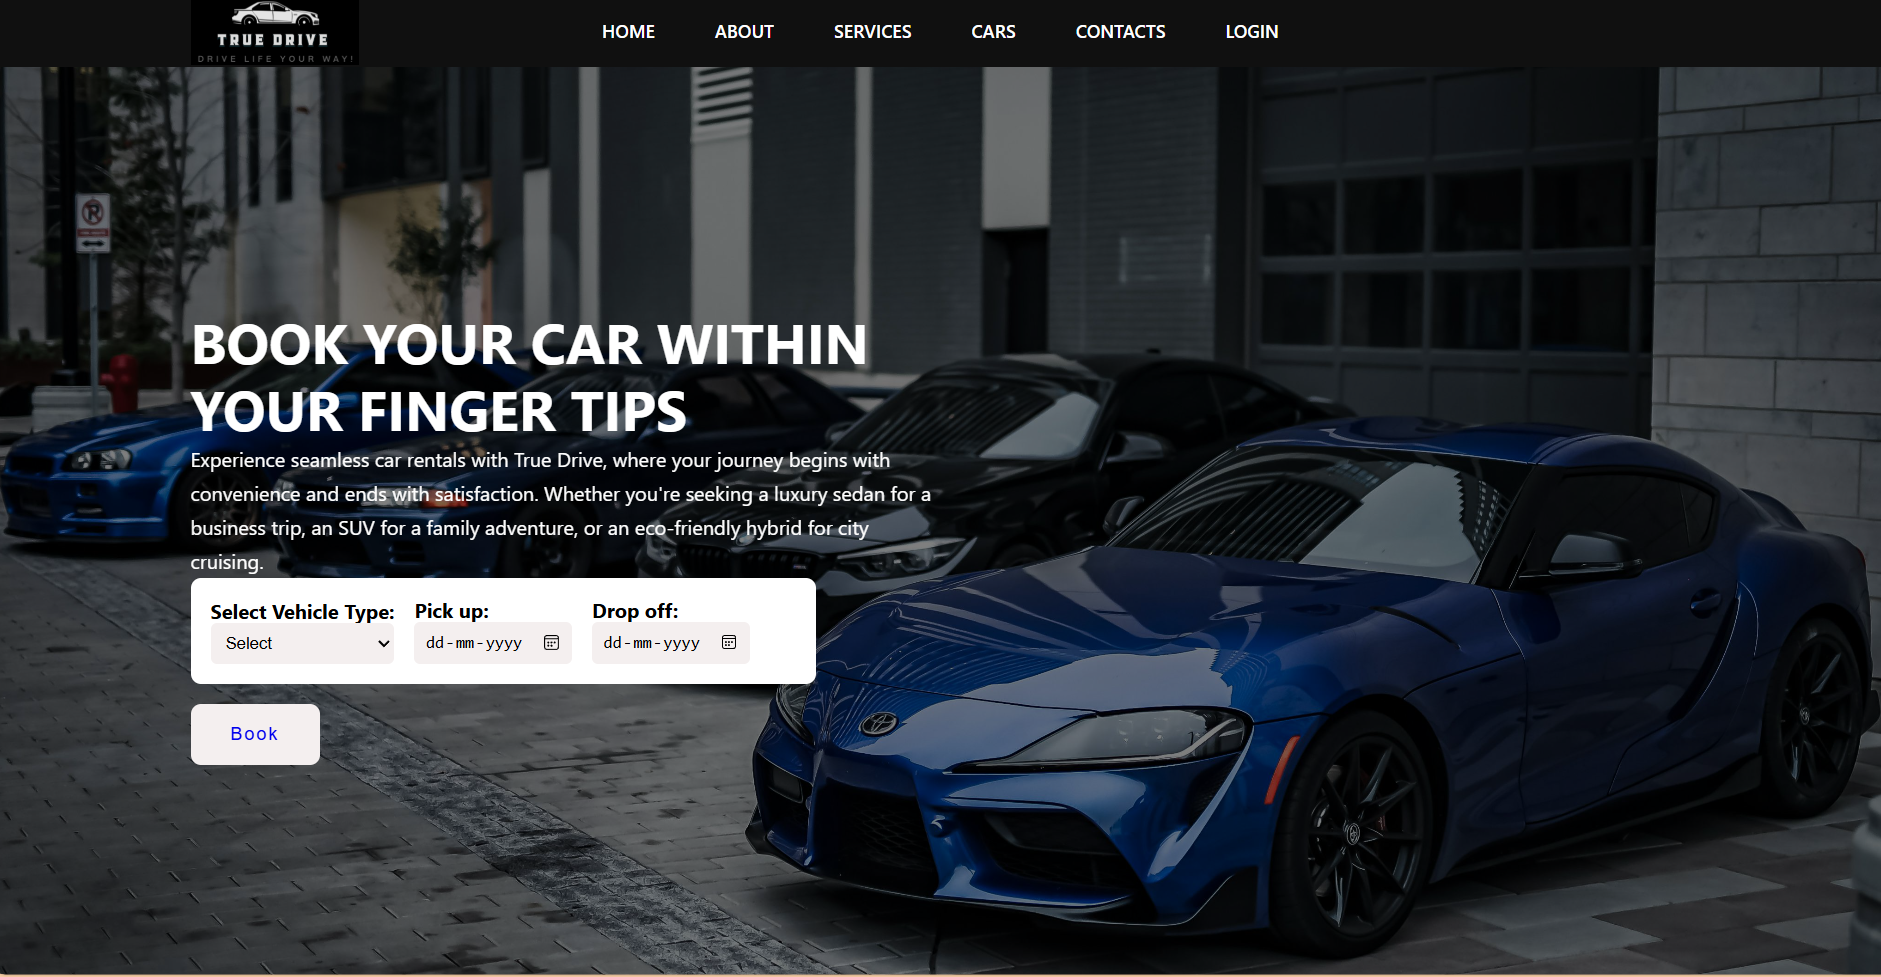 TRUE DRIVE
DRIVE LIFE YOUR WAY!
HOME ABOUT SERVICES CARS CONTACTS LOGIN
BOOK YOUR CAR WITHIN
YOUR FINGER TIPS
Experience seamless car rentals with True Drive, where your journey begins with
convenience and ends with satisfaction. Whether you're seeking a luxury sedan for a
business trip, an SUV for a family adventure, or an eco-friendly hybrid for city
cruising.
Select Vehicle Type: Pick up: Drop off:
Select dd-mm-yyyy dd-mm-yyyy
Book